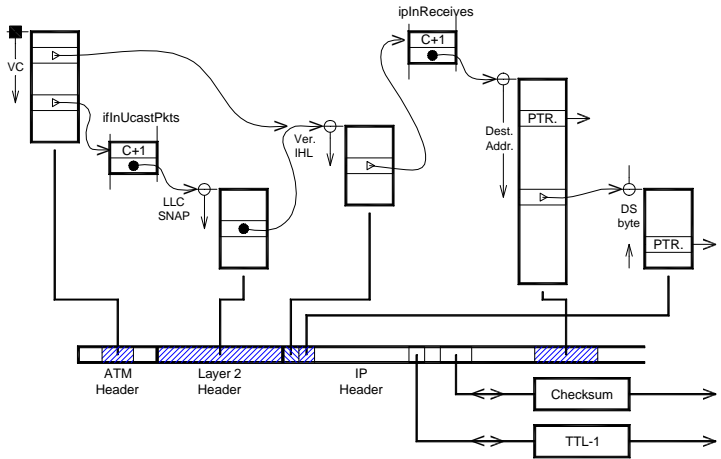 ipInReceives
C+1
VC
ifInUcastPkts
C+1
Ver.
IHL
Dest.
Addr.
PTR.
LLC
SNAP
DS
byte
PTR.
ATM
Header
Layer 2
Header
IP
Header
Checksum
TTL-1